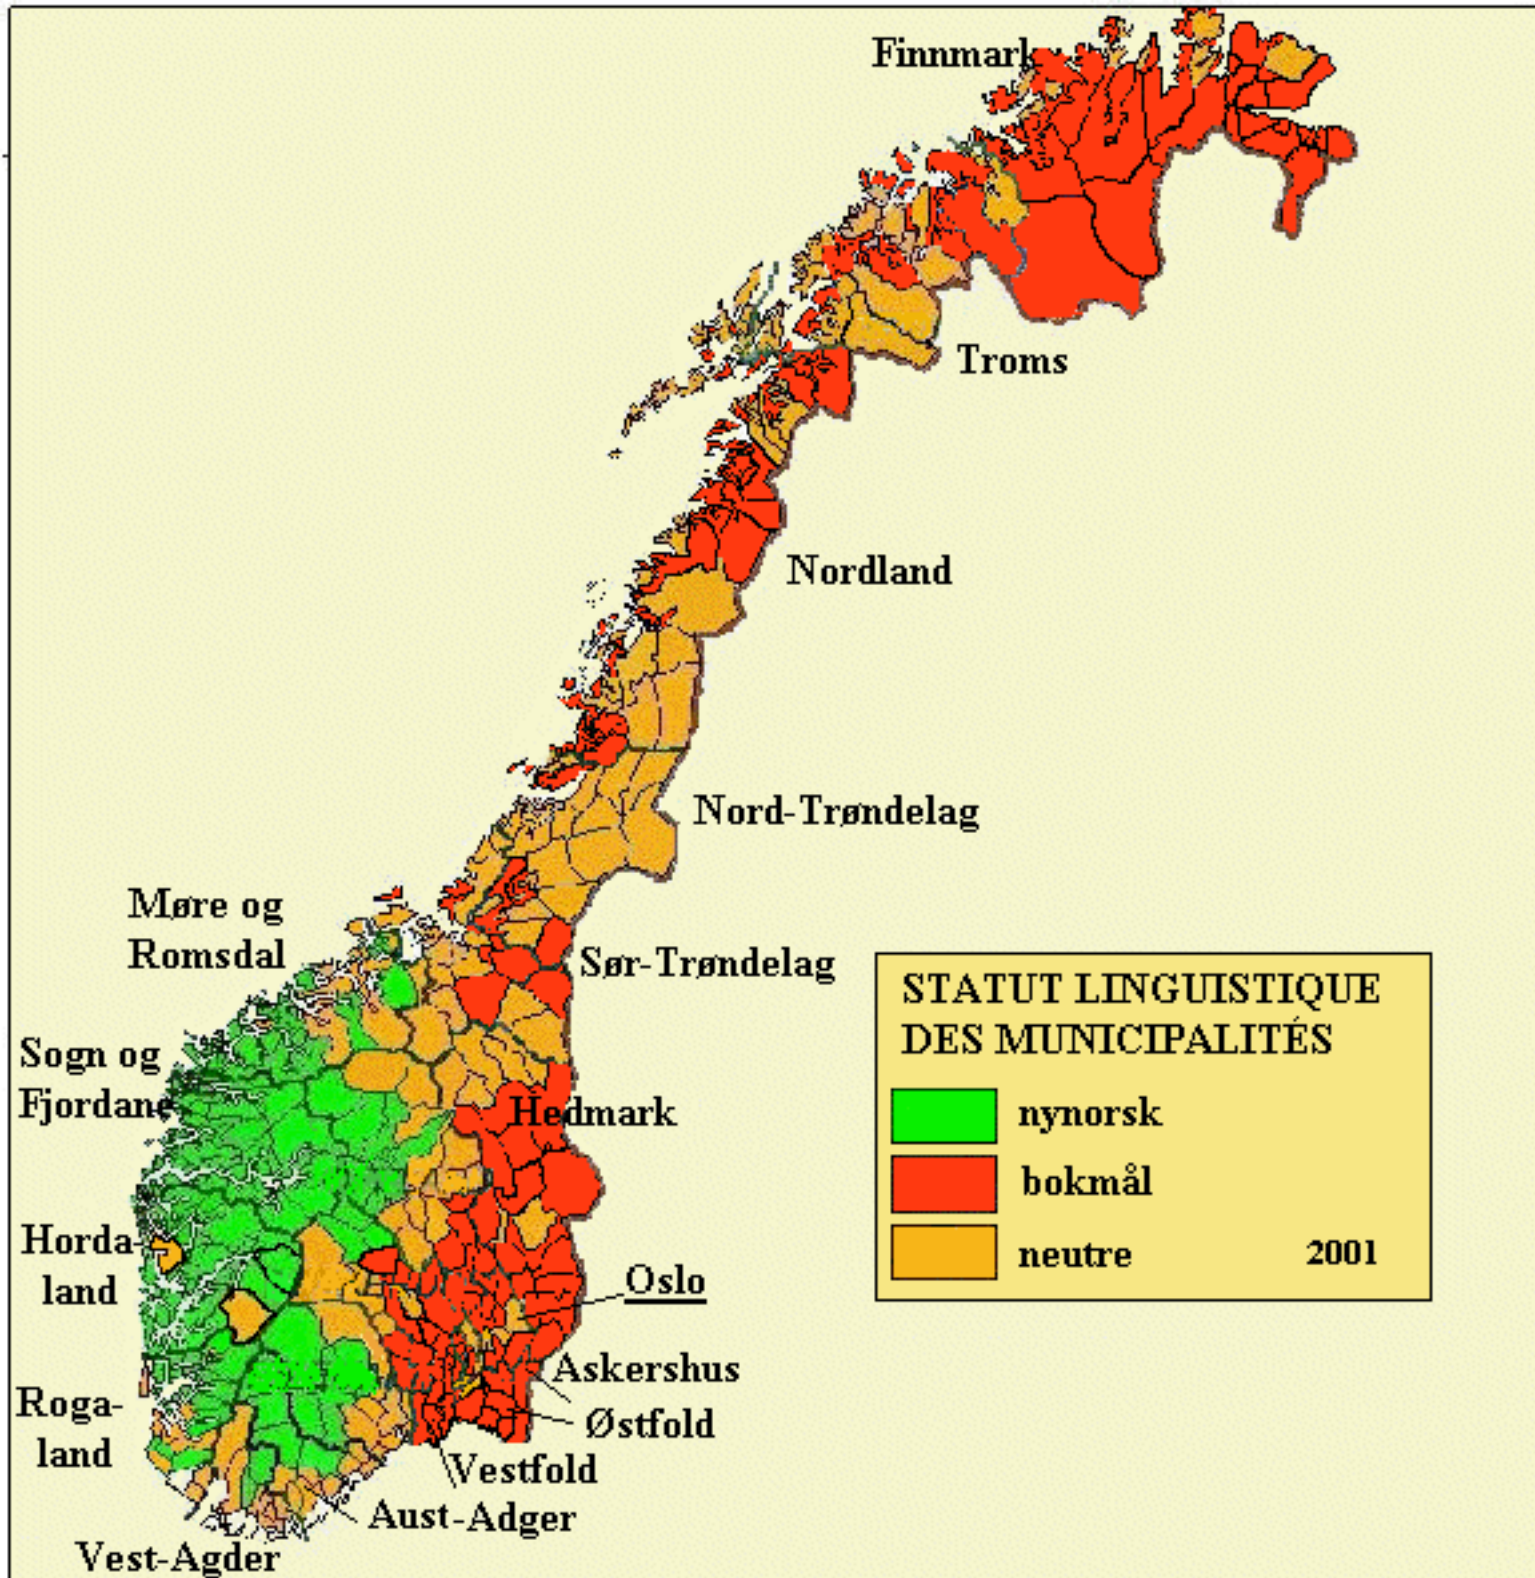 Finnmark
Troms
Nordland
Nord-Trøndelag
Møre og
Romsdal
Sør-Trøndelag
STATUT LINGUISTIQUE
DES MUNICIPALITÉS
nynorsk
bokmål
neutre 2001
Sogn og
Fjordane
Hedmark
Horda-
land
Oslo
Askershus
Roga-
land
Østfold
Vestfold
Aust-Adger
Vest-Agder